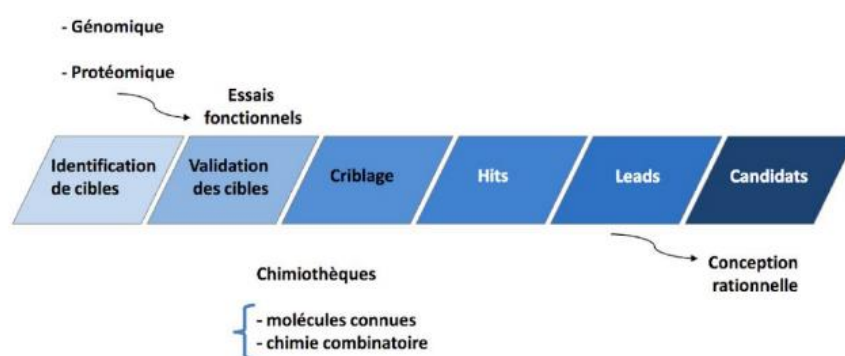 - Génomique
- Protéomique
Essais
fonctionnels
Identification
de cibles
Validation
des cibles
Criblage
Hits
Leads
Candidats
Chimiothèques
- molécules connues
- chimie combinatoire
Conception
rationnelle